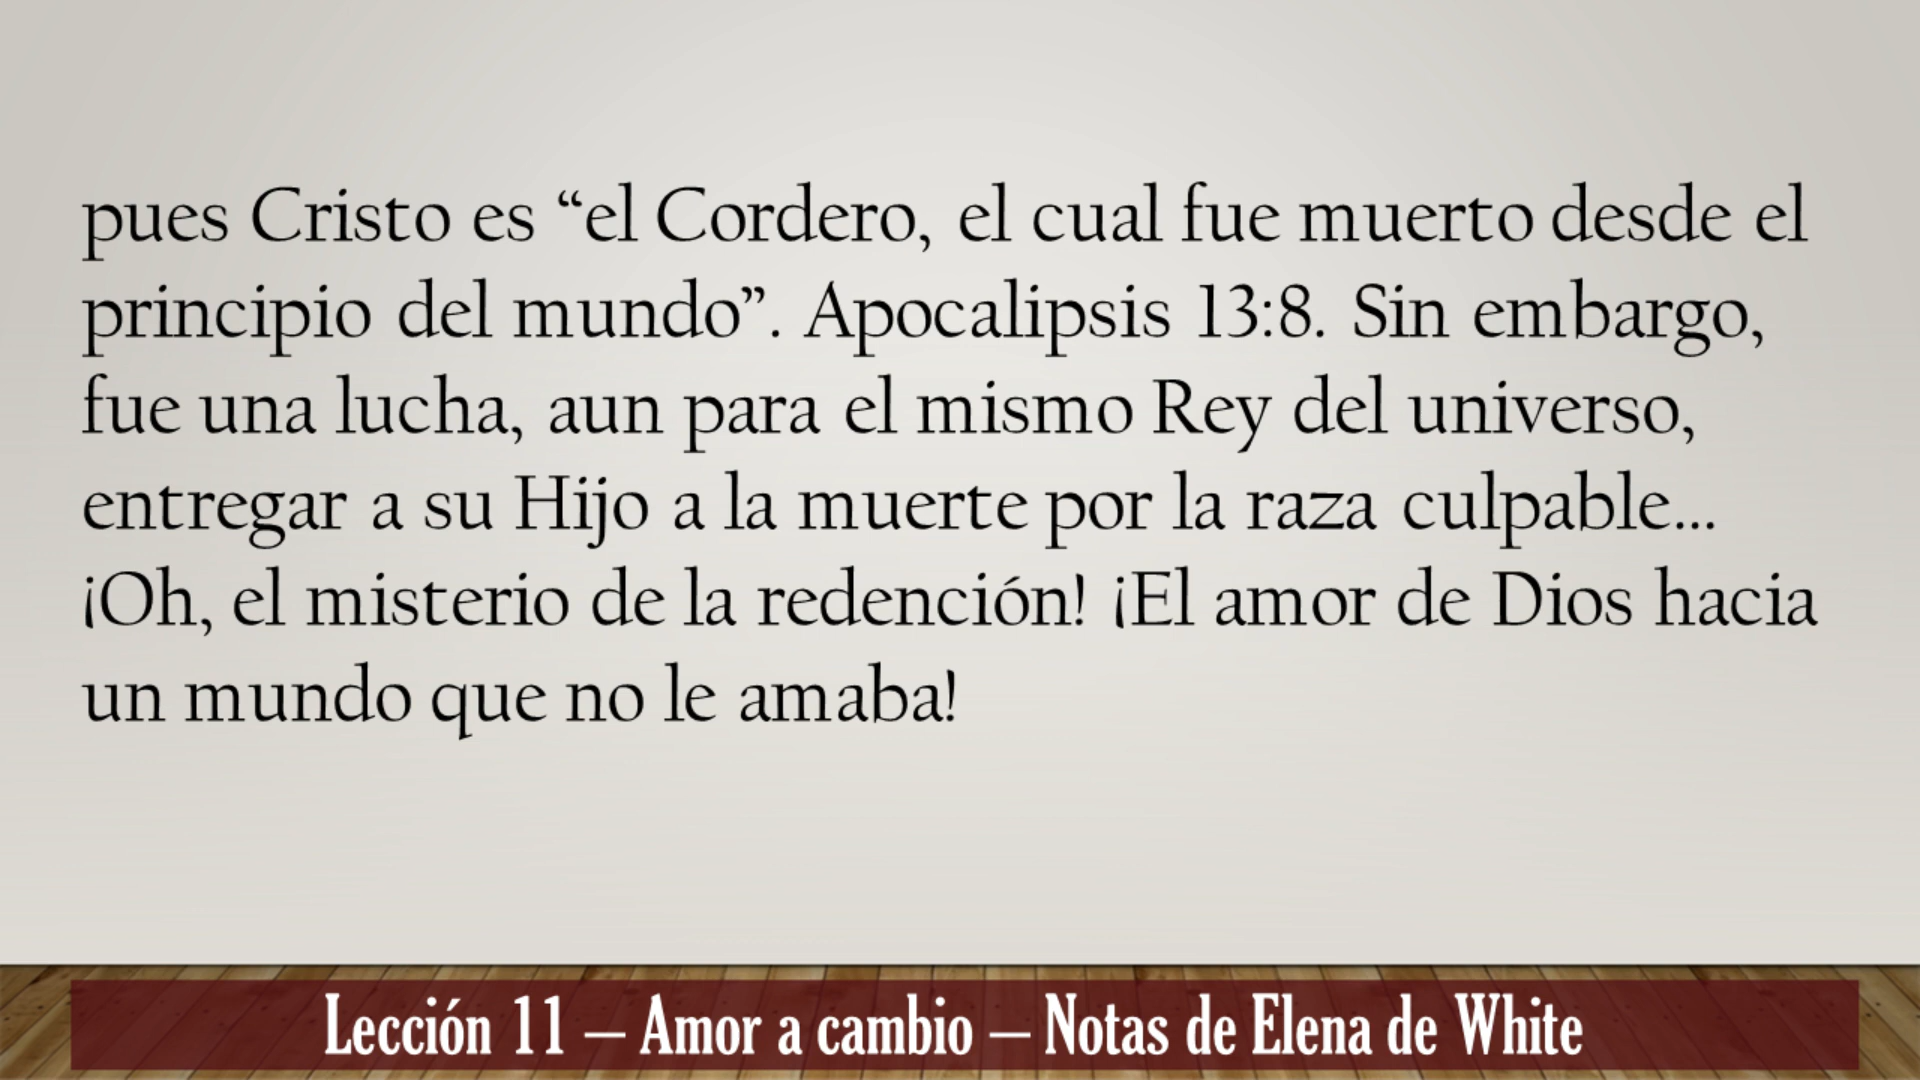 pues Cristo es “el Cordero, el cual fue muerto desde el
principio del mundo”. Apocalipsis 13:8. Sin embargo,
fue una lucha, aun para el mismo Rey del universo,
entregar a su Hijo a la muerte por la raza culpable...
¡Oh, el misterio de la redención! ¡El amor de Dios hacia
un mundo que no le amaba!
Lección 11 – Amor a cambio – Notas de Elena de White